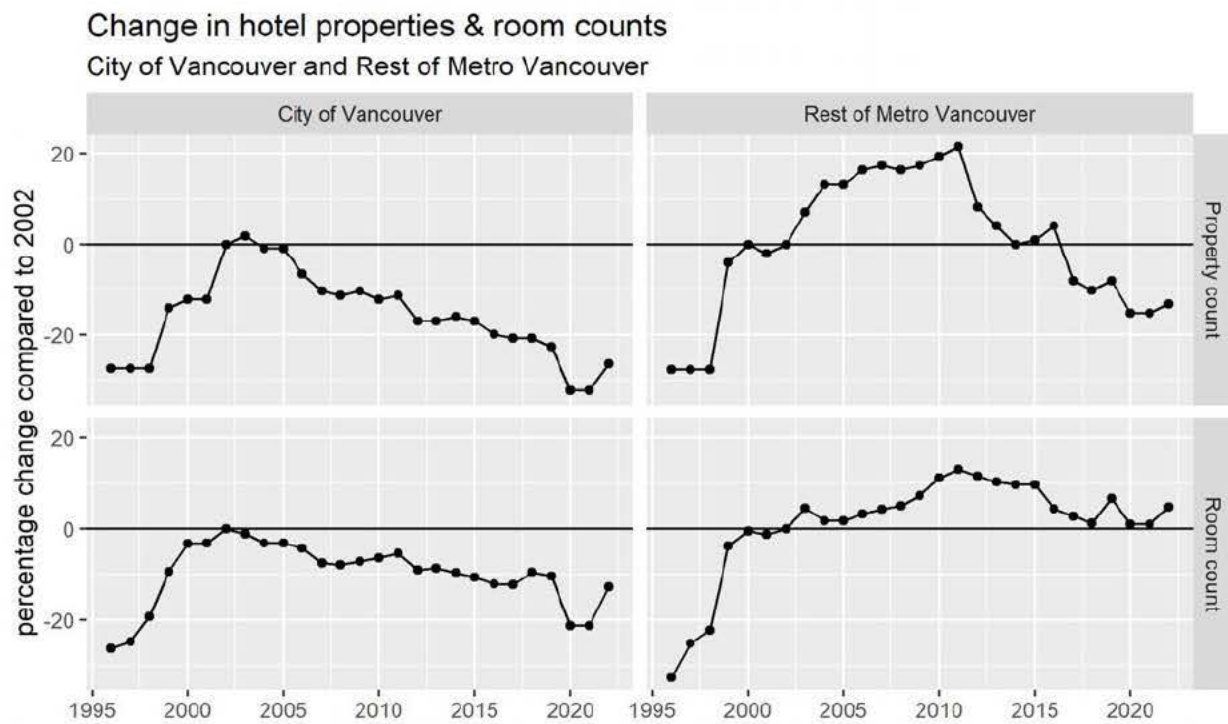 Change in hotel properties & room counts
City of Vancouver and Rest of Metro Vancouver
City of Vancouver
Rest of Metro Vancouver
percentage change compared to 2002
20
0
-20
Property count
20
0
-20
Room count
1995 2000 2005 2010 2015 2020
1995 2000 2005 2010 2015 2020